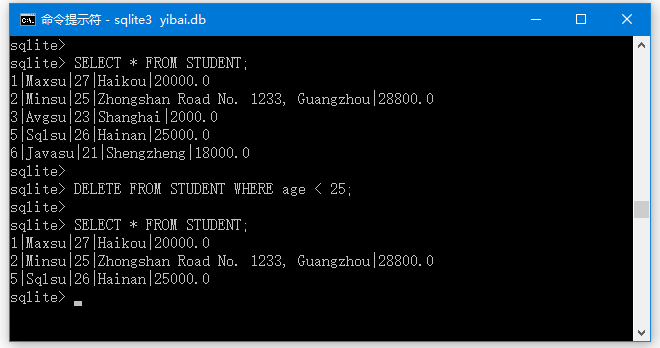 命令提示符 - sqlite3  yibai.db
sqlite>
sqlite> SELECT * FROM STUDENT;
1|Maxsu|27|Haikou|20000.0
2|Minsu|25|Zhongshan Road No. 1233, Guangzhou|28800.0
3|Avgsu|23|Shanghai|2000.0
5|Sqlsu|26|Hainan|25000.0
6|Javasu|21|Shengzheng|18000.0
sqlite>
sqlite> DELETE FROM STUDENT WHERE age < 25;
sqlite>
sqlite> SELECT * FROM STUDENT;
1|Maxsu|27|Haikou|20000.0
2|Minsu|25|Zhongshan Road No. 1233, Guangzhou|28800.0
5|Sqlsu|26|Hainan|25000.0
sqlite>